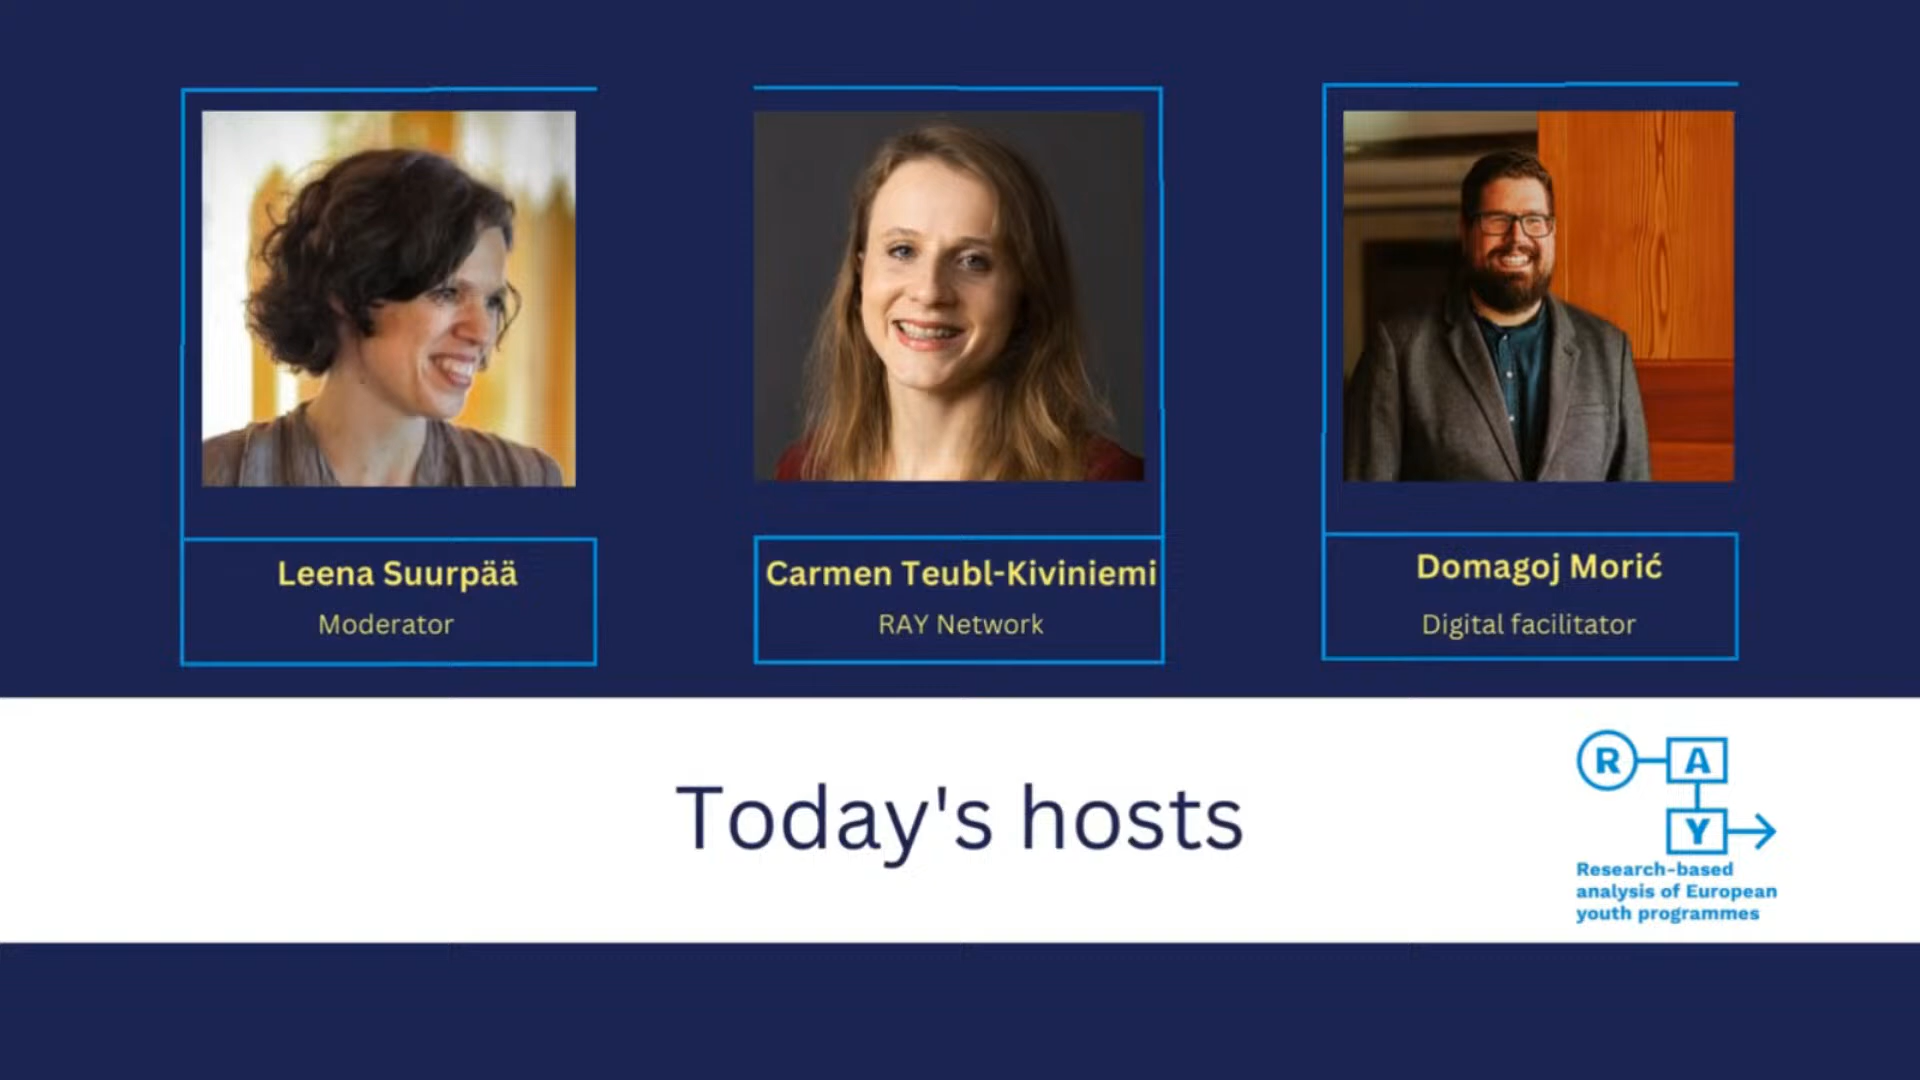 Leena Suurpää
Moderator
Carmen Teubl-Kiviniemi
RAY Network
Domagoj Morić
Digital facilitator
Today's hosts
R A
Y
Research-based
analysis of European
youth programmes